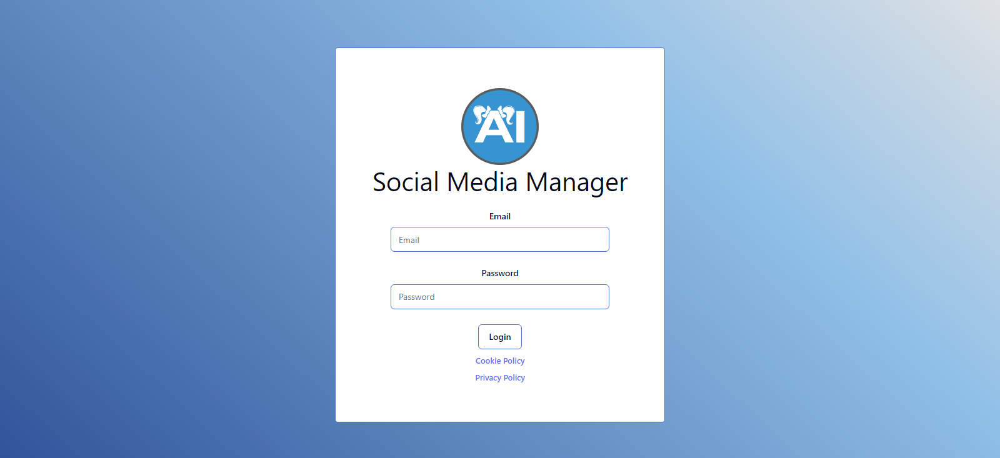 AI
Social Media Manager
Email
Email
Password
Password
Login
Cookie Policy
Privacy Policy